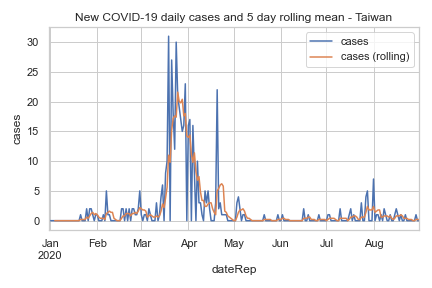 New COVID-19 daily cases and 5 day rolling mean - Taiwan
cases
cases (rolling)
30
25
20
15
10
5
0
cases
Jan Feb Mar Apr May Jun Jul Aug
2020
dateRep